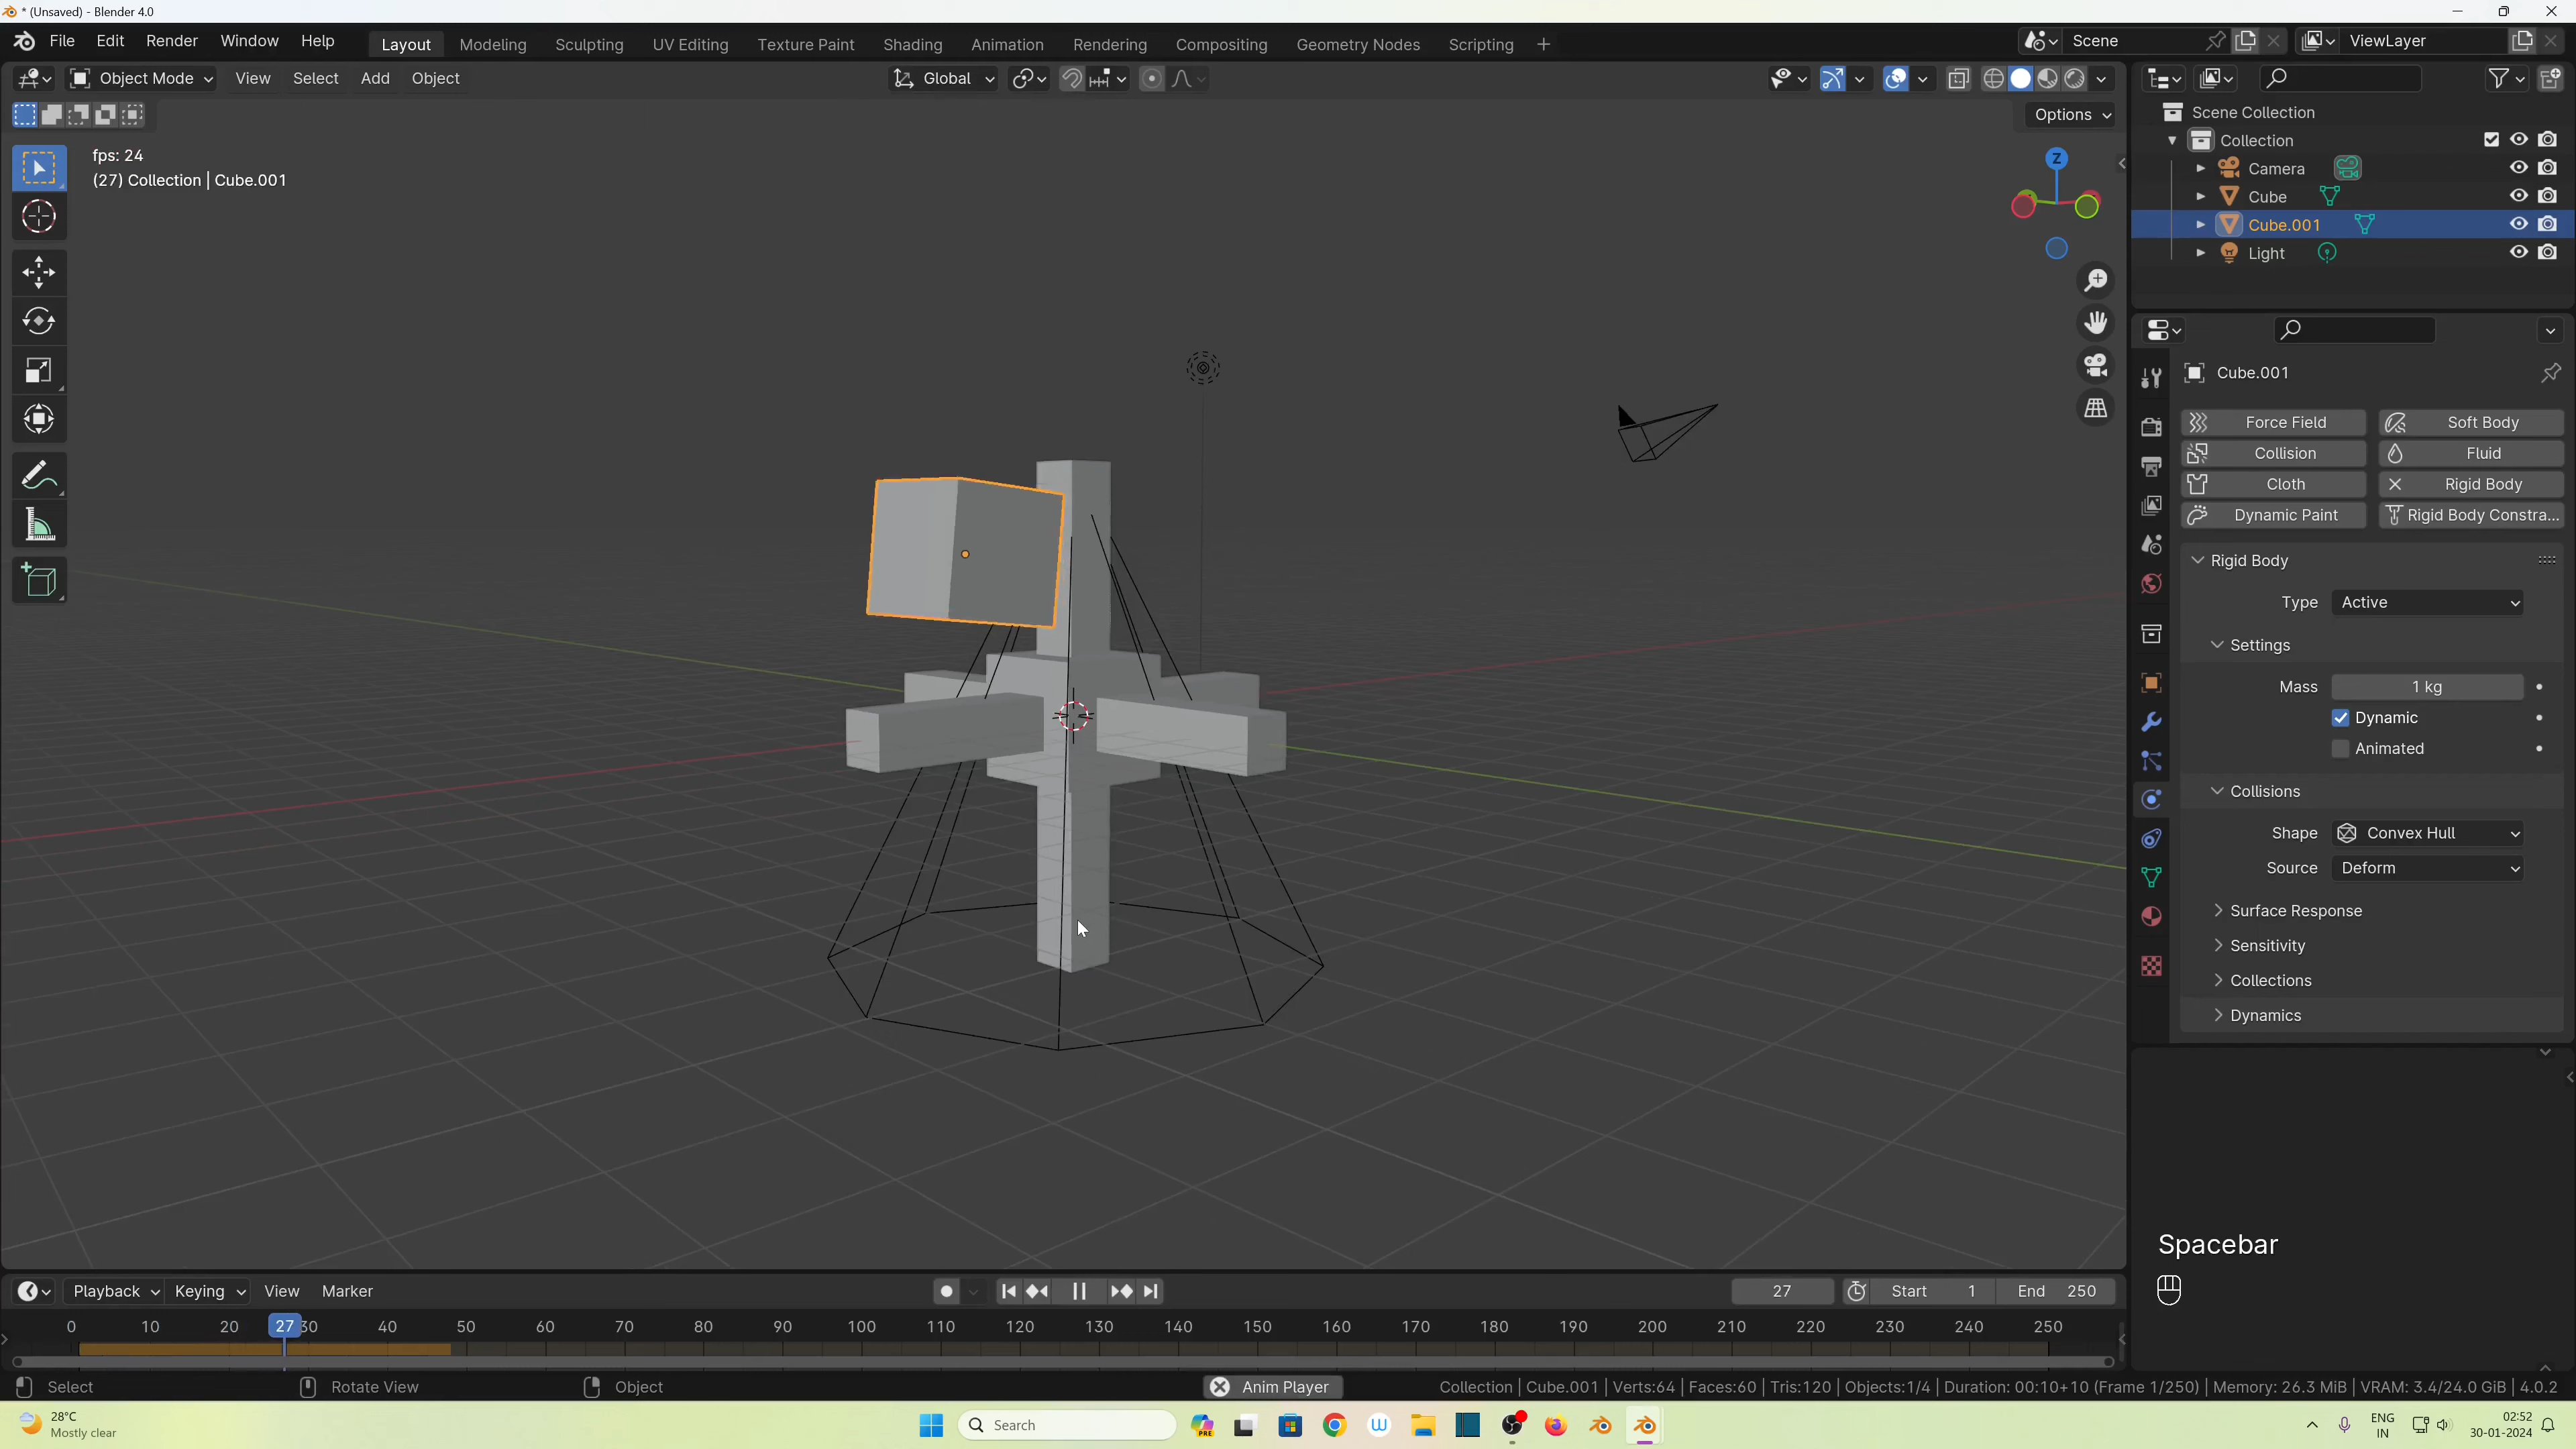 * (Unsaved) - Blender 4.0
File Edit Render Window Help Layout Modeling Sculpting UV Editing Texture Paint Shading Animation Rendering Compositing Geometry Nodes Scripting Scene ViewLayer
Object Mode View Select Add Object Global
Options
fps: 24
(27) Collection | Cube.001
Z
Scene Collection
Collection
Camera
Cube
Cube.001
Light
Cube.001
Force Field Soft Body
Collision Fluid
Cloth Rigid Body
Dynamic Paint Rigid Body Constra...
Rigid Body
Type Active
Settings
Mass 1 kg
Dynamic
Animated
Collisions
Shape Convex Hull
Source Deform
Surface Response
Sensitivity
Collections
Dynamics
Spacebar
Playback Keying View Marker 27 Start 1 End 250
0 10 20 27 30 40 50 60 70 80 90 100 110 120 130 140 150 160 170 180 190 200 210 220 230 240 250
Select Rotate View Object Anim Player Collection | Cube.001 | Verts:64 | Faces:60 | Tris:120 | Objects:1/4 | Duration: 00:10+10 (Frame 1/250) | Memory: 26.3 MiB | VRAM: 3.4/24.0 GiB | 4.0.2
28°C
Mostly clear
Search
PRE
ENG
IN
02:52
30-01-2024